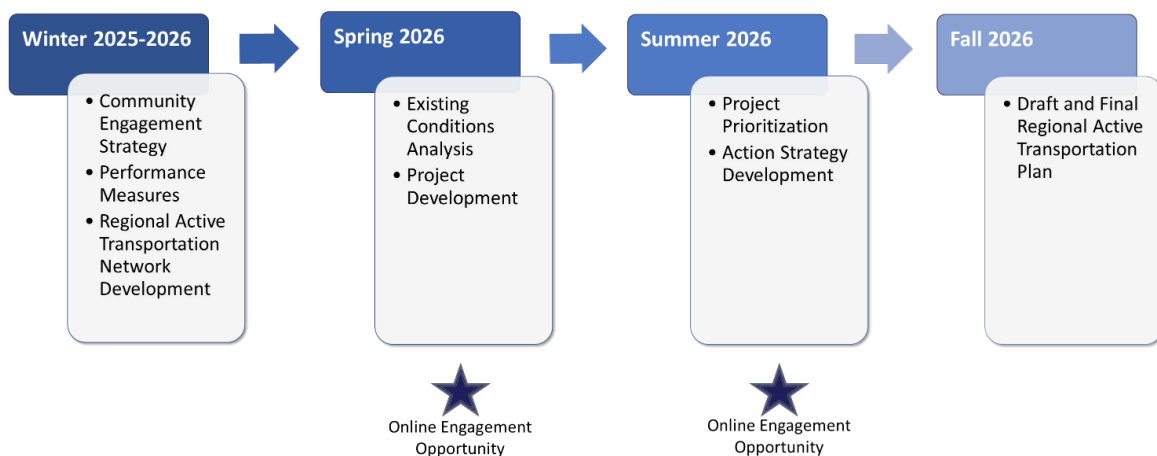 Winter 2025-2026
• Community
Engagement
Strategy
• Performance
Measures
• Regional Active
Transportation
Network
Development
Spring 2026
• Existing
Conditions
Analysis
• Project
Development
Summer 2026
• Project
Prioritization
• Action Strategy
Development
Fall 2026
• Draft and Final
Regional Active
Transportation
Plan
Online Engagement
Opportunity
Online Engagement
Opportunity